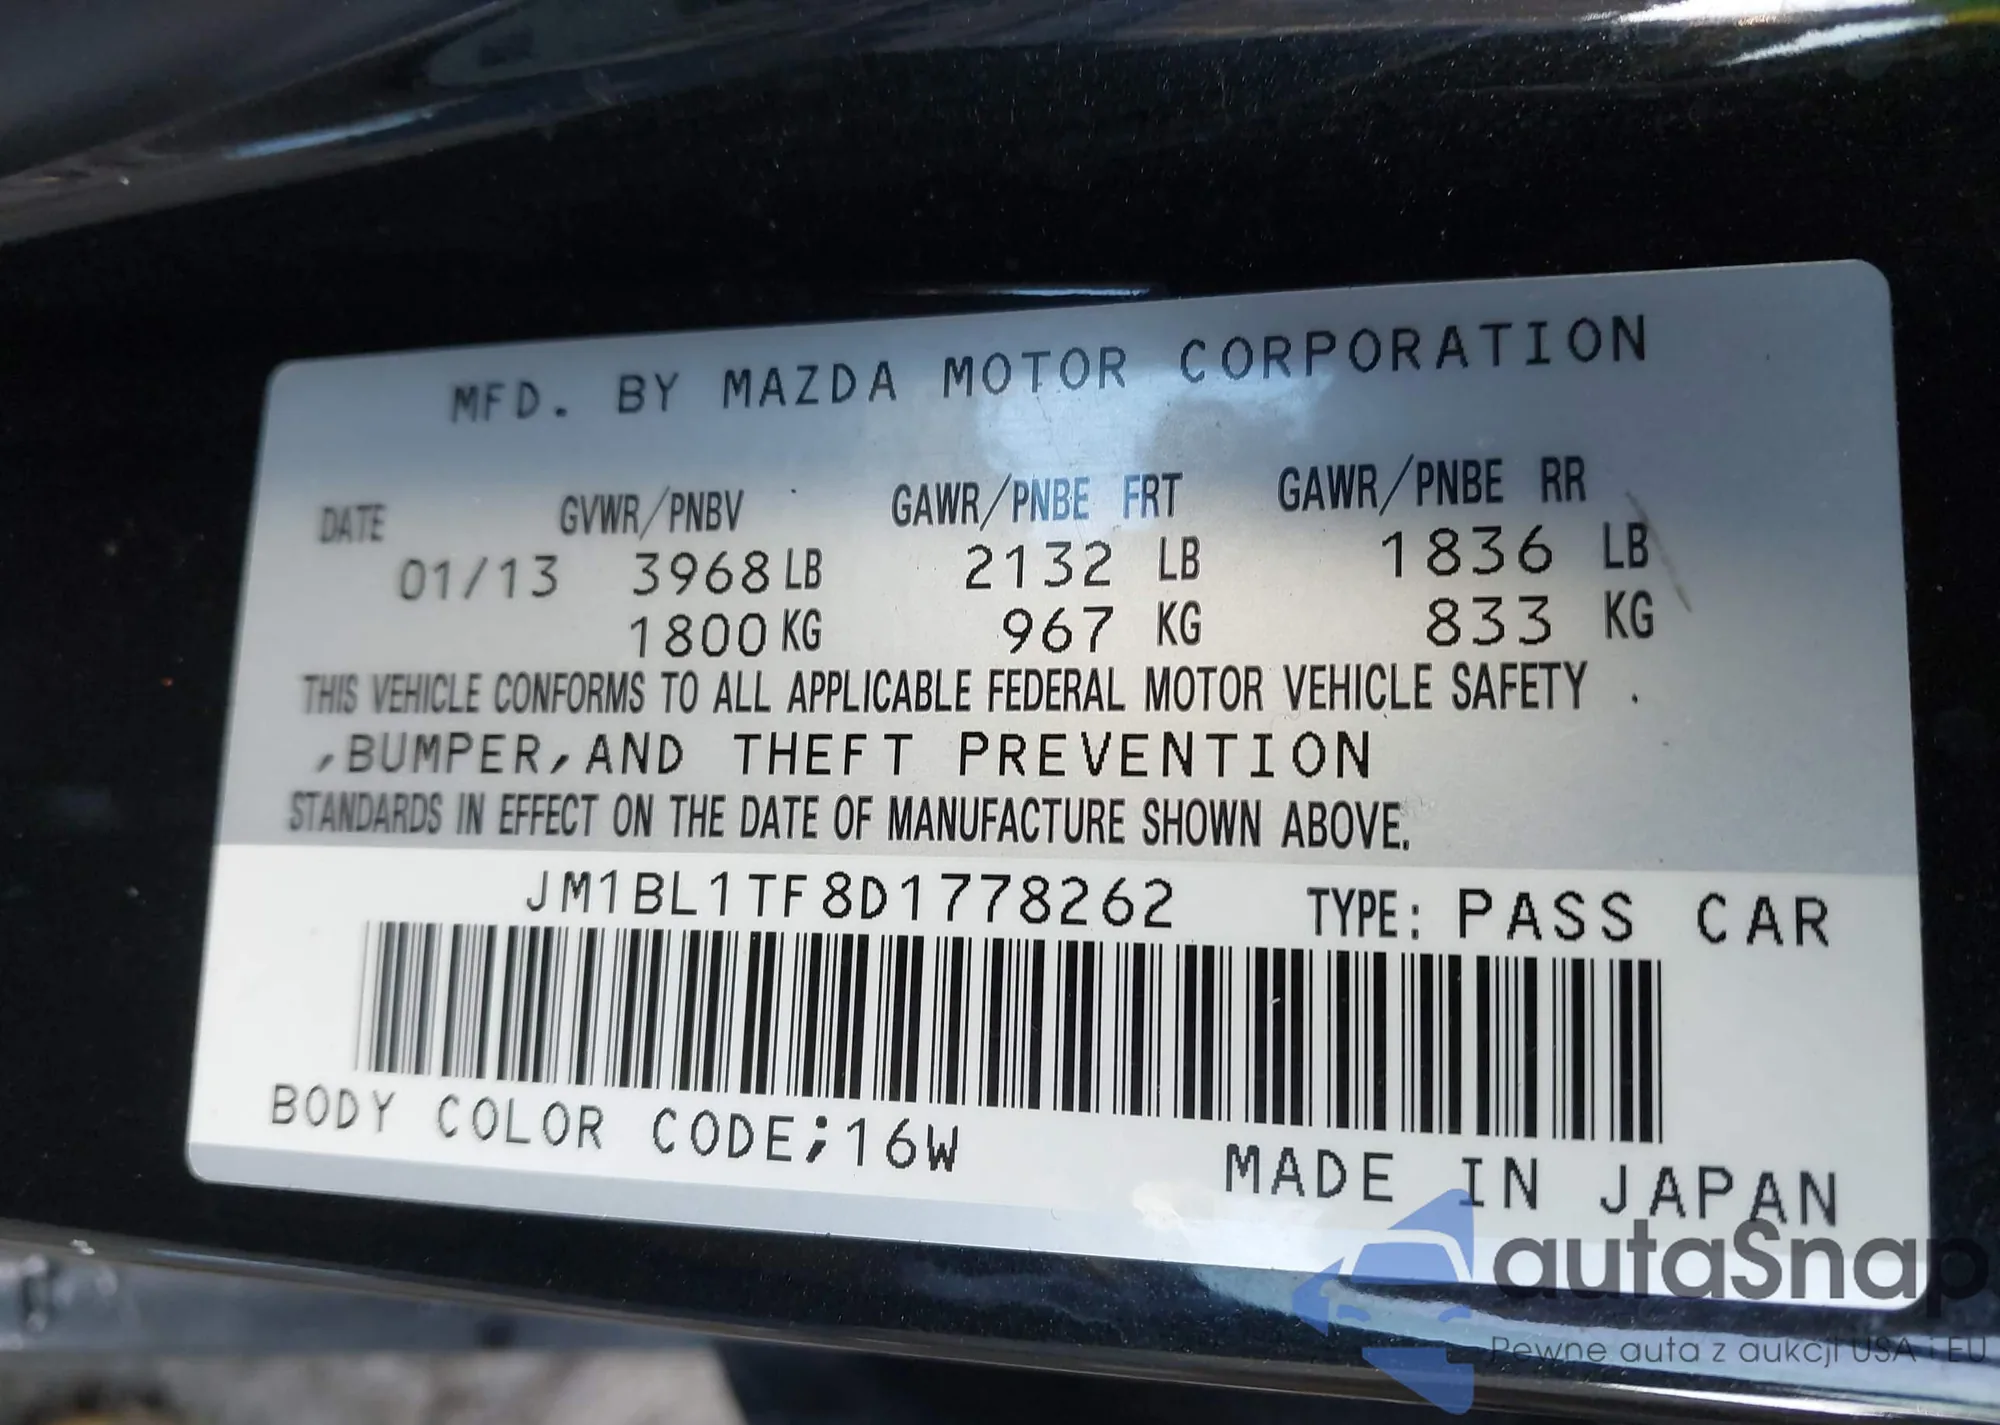 MFD. BY MAZDA MOTOR CORPORATION
DATE GVWR/PNBV GAWR/PNBE FRT GAWR/PNBE RR
01/13 3968 LB 2132 LB 1836 LB
1800 KG 967 KG 833 KG
THIS VEHICLE CONFORMS TO ALL APPLICABLE FEDERAL MOTOR VEHICLE SAFETY
,BUMPER,AND THEFT PREVENTION
STANDARDS IN EFFECT ON THE DATE OF MANUFACTURE SHOWN ABOVE.
JM1BL1TF8D1778262 TYPE: PASS CAR
BODY COLOR CODE;16W
MADE IN JAPAN
autaSnap
Pewne auta z aukcji USA i EU